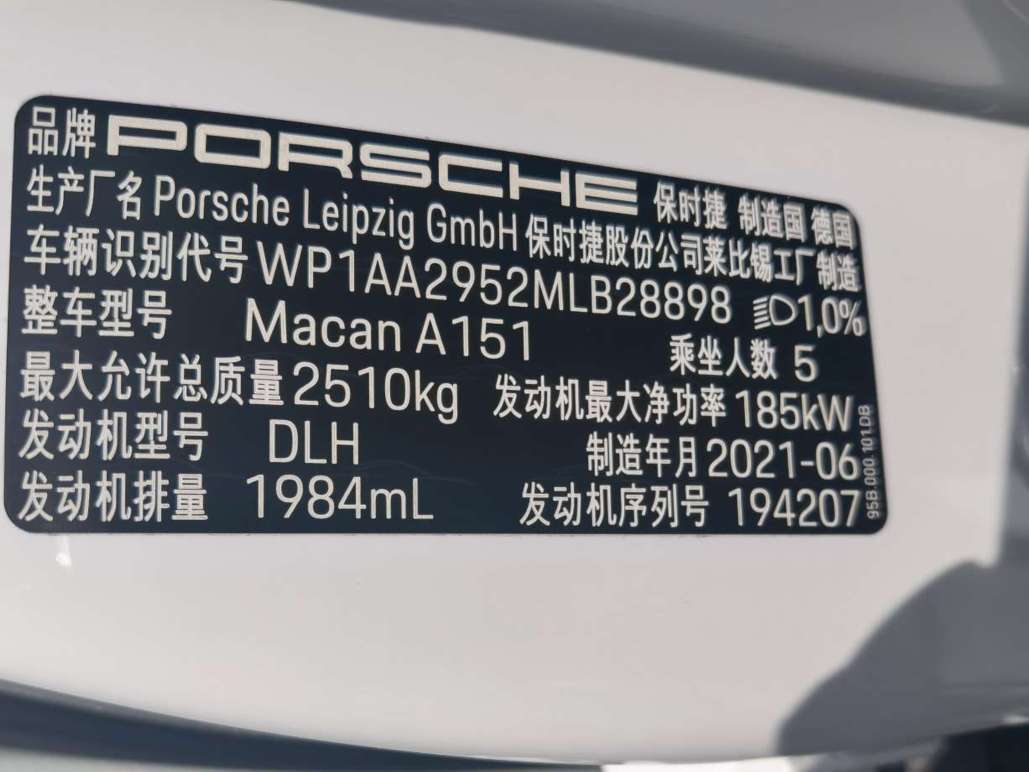 品牌 PORSCHE 保时捷 制造国 德国
生产厂名 Porsche Leipzig GmbH 保时捷股份公司莱比锡工厂制造
车辆识别代号 WP1AA2952MLB28898 1,0%
整车型号 Macan A151 乘坐人数 5
最大允许总质量 2510kg 发动机最大净功率 185kW
发动机型号 DLH 制造年月 2021-06
发动机排量 1984mL 发动机序列号 194207
95B.000.101.DB